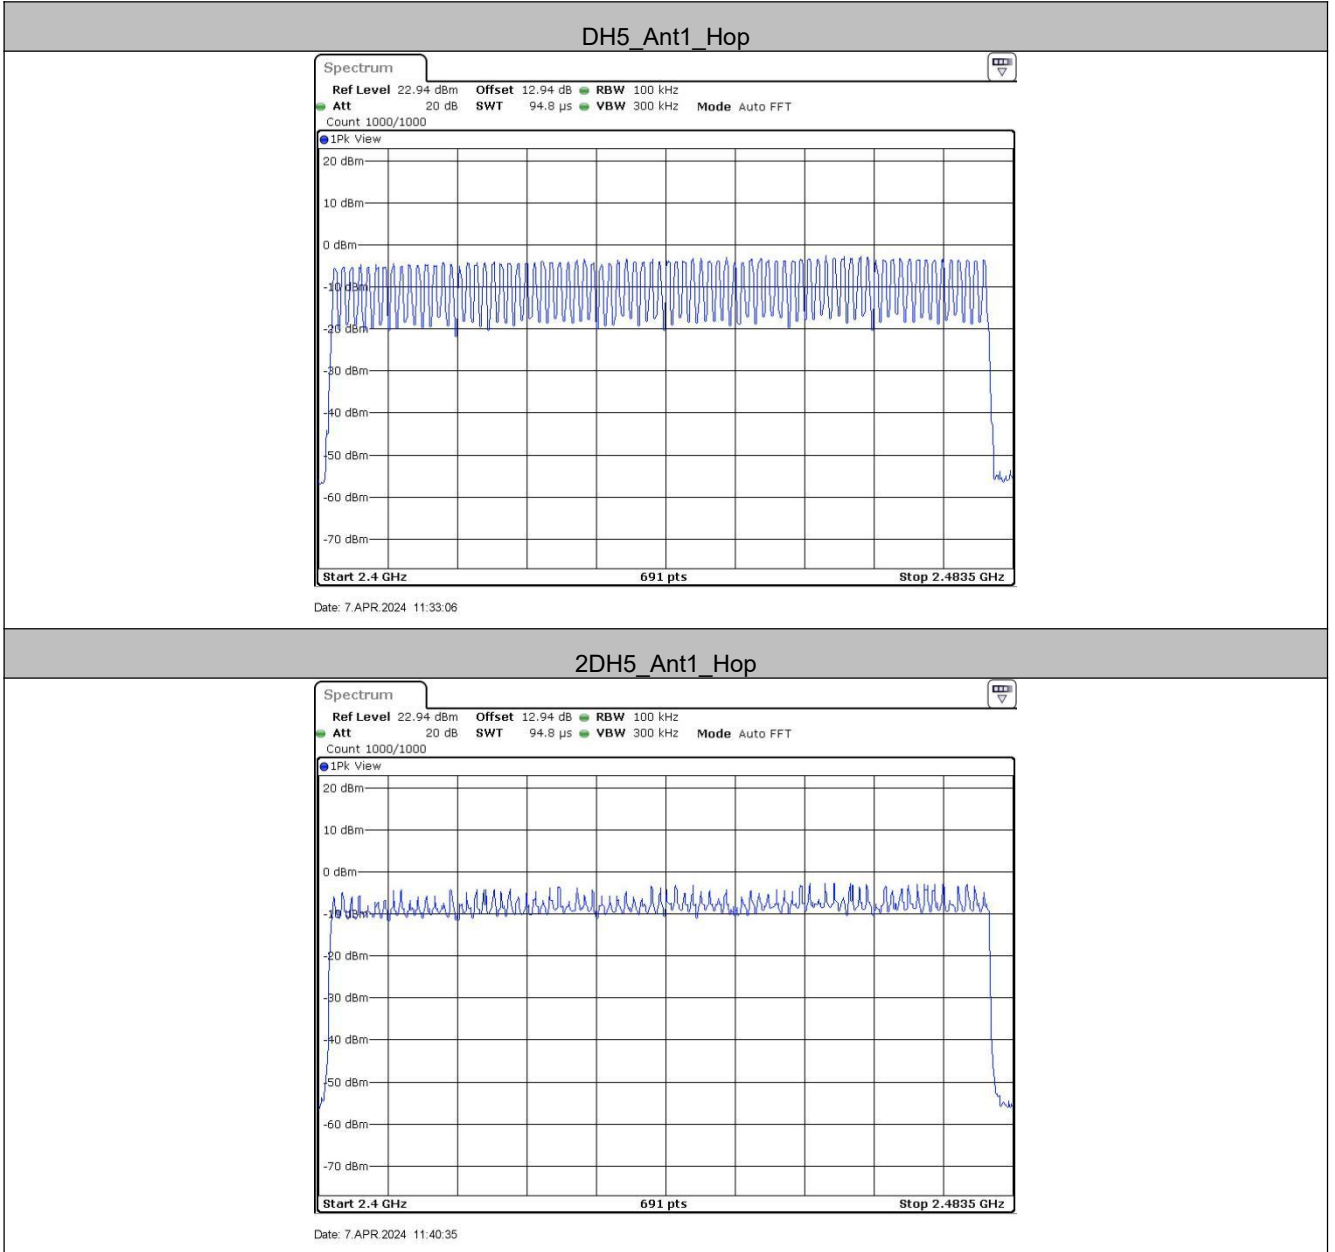 DH5_Ant1_Hop
Spectrum
Ref Level 22.94 dBm Offset 12.94 dB RBW 100 kHz
Att 20 dB SWT 94.8 µs VBW 300 kHz Mode Auto FFT
Count 1000/1000
1Pk View
20 dBm
10 dBm
0 dBm
-10 dBm
-20 dBm
-30 dBm
-40 dBm
-50 dBm
-60 dBm
-70 dBm
Start 2.4 GHz 691 pts Stop 2.4835 GHz
Date: 7.APR.2024 11:33:06
2DH5_Ant1_Hop
Spectrum
Ref Level 22.94 dBm Offset 12.94 dB RBW 100 kHz
Att 20 dB SWT 94.8 µs VBW 300 kHz Mode Auto FFT
Count 1000/1000
1Pk View
20 dBm
10 dBm
0 dBm
-10 dBm
-20 dBm
-30 dBm
-40 dBm
-50 dBm
-60 dBm
-70 dBm
Start 2.4 GHz 691 pts Stop 2.4835 GHz
Date: 7.APR.2024 11:40:35